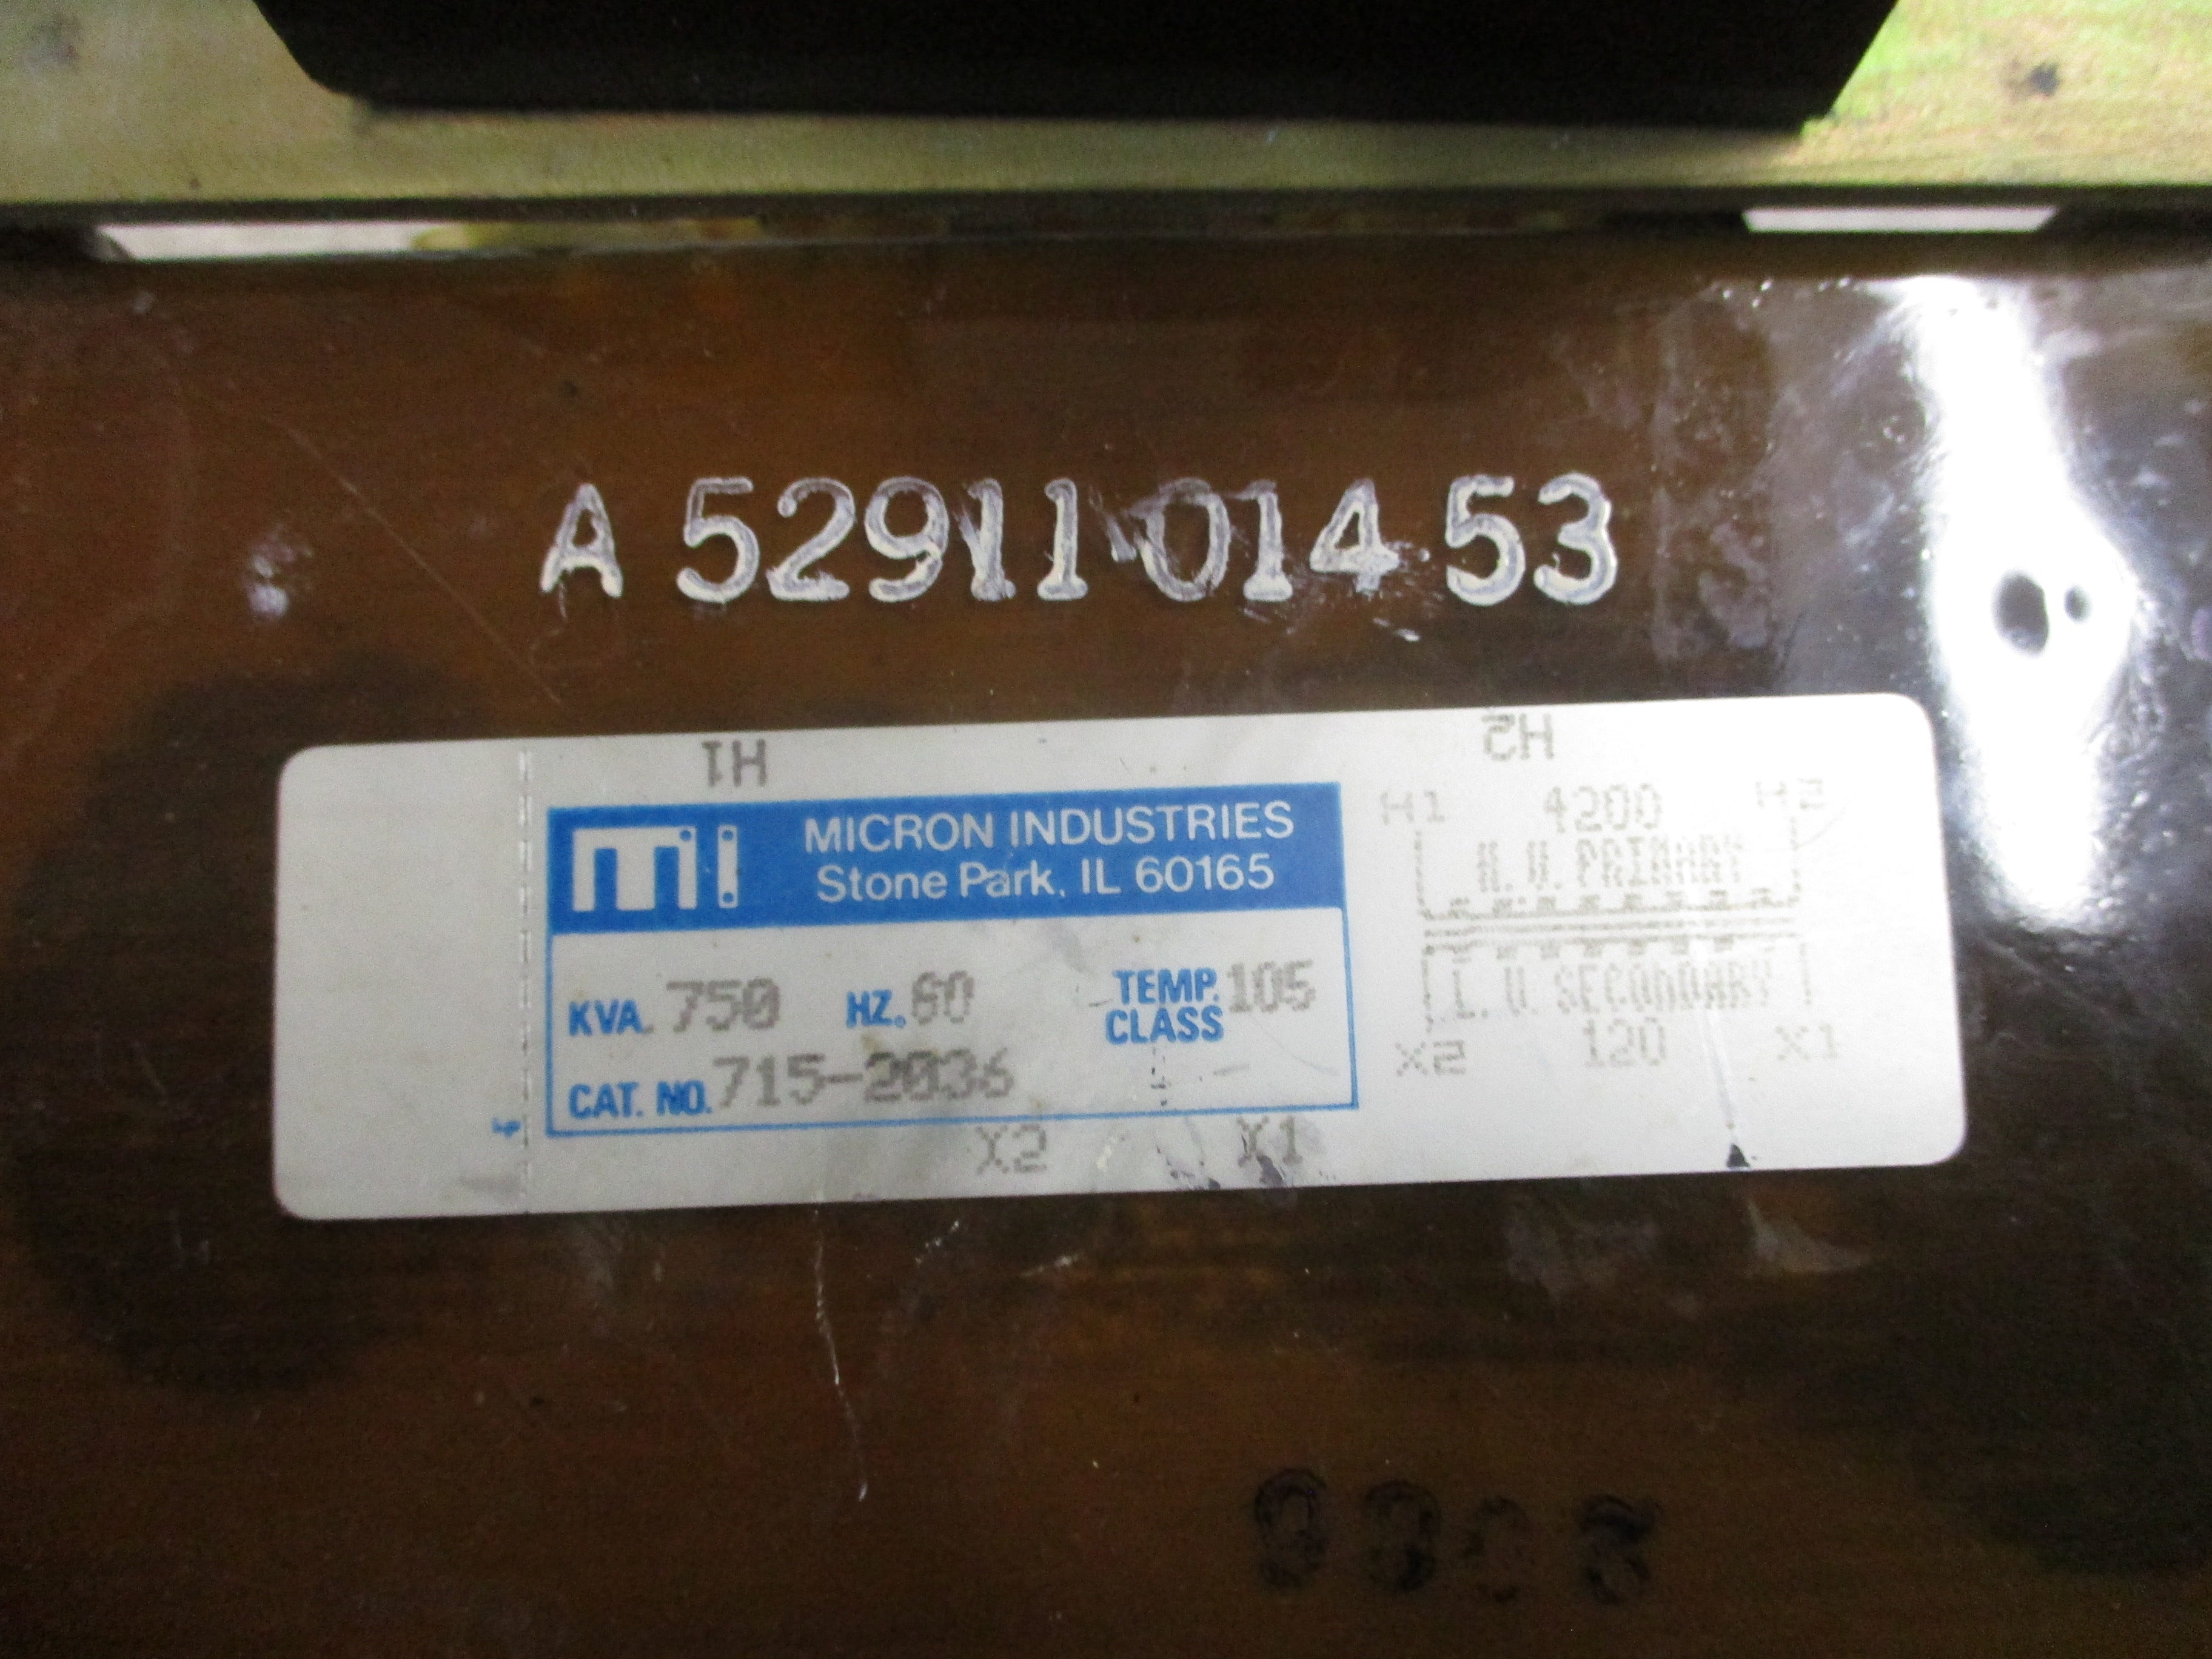 A 52911 014 53
H1
H2
mi
MICRON INDUSTRIES
Stone Park, IL 60165
KVA. 750 HZ. 60 TEMP. CLASS 105
CAT. NO. 715-2036
X2 X1
H1 4200 H2
H.V. PRIMARY
L.V. SECONDARY
X2 120 X1